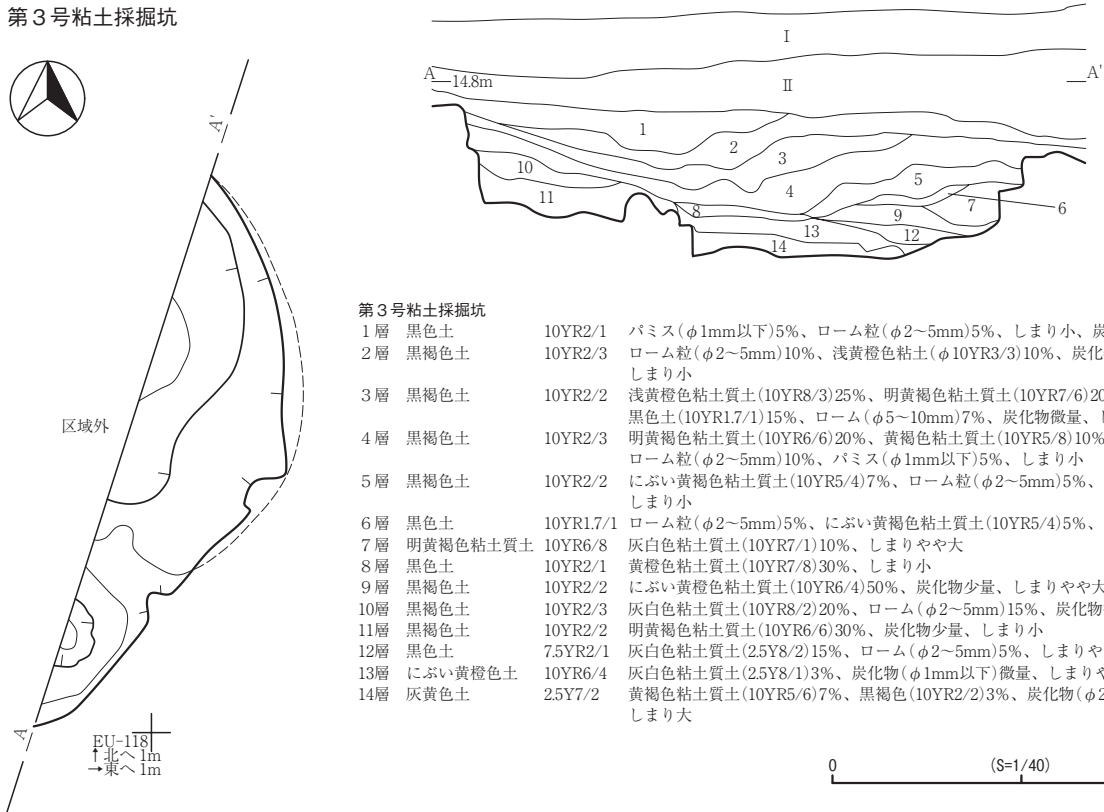 第3号粘土採掘坑
Ⅰ
Ⅱ
A
14.8m
A'
1
2
3
4
5
6
7
8
9
10
11
12
13
14
A'
区域外
A
EU-118
↑北へ1m
→東へ1m
第3号粘土採掘坑
1層 黒色土 10YR2/1 パミス(φ1mm以下)5%、ローム粒(φ2～5mm)5%、しまり小、炭
2層 黒褐色土 10YR2/3 ローム粒(φ2～5mm)10%、浅黄橙色粘土(φ10YR3/3)10%、炭化
しまり小
3層 黒褐色土 10YR2/2 浅黄橙色粘土質土(10YR8/3)25%、明黄褐色粘土質土(10YR7/6)20
黒色土(10YR1.7/1)15%、ローム(φ5～10mm)7%、炭化物微量、
4層 黒褐色土 10YR2/3 明黄褐色粘土質土(10YR6/6)20%、黄褐色粘土質土(10YR5/8)10%
ローム粒(φ2～5mm)10%、パミス(φ1mm以下)5%、しまり小
5層 黒褐色土 10YR2/2 にぶい黄褐色粘土質土(10YR5/4)7%、ローム粒(φ2～5mm)5%、
しまり小
6層 黒色土 10YR1.7/1 ローム粒(φ2～5mm)5%、にぶい黄褐色粘土質土(10YR5/4)5%、
7層 明黄褐色粘土質土 10YR6/8 灰白色粘土質土(10YR7/1)10%、しまりやや大
8層 黒色土 10YR2/1 黄橙色粘土質土(10YR7/8)30%、しまり小
9層 黒褐色土 10YR2/2 にぶい黄橙色粘土質土(10YR6/4)50%、炭化物少量、しまりやや大
10層 黒褐色土 10YR2/3 灰白色粘土質土(10YR8/2)20%、ローム(φ2～5mm)15%、炭化物
11層 黒褐色土 10YR2/2 明黄褐色粘土質土(10YR6/6)30%、炭化物少量、しまり小
12層 黒色土 7.5YR2/1 灰白色粘土質土(2.5Y8/2)15%、ローム(φ2～5mm)5%、しまりや
13層 にぶい黄橙色土 10YR6/4 灰白色粘土質土(2.5Y8/1)3%、炭化物(φ1mm以下)微量、しまりや
14層 灰黄色土 2.5Y7/2 黄褐色粘土質土(10YR5/6)7%、黒褐色(10YR2/2)3%、炭化物(φ2
しまり大
0 (S=1/40)